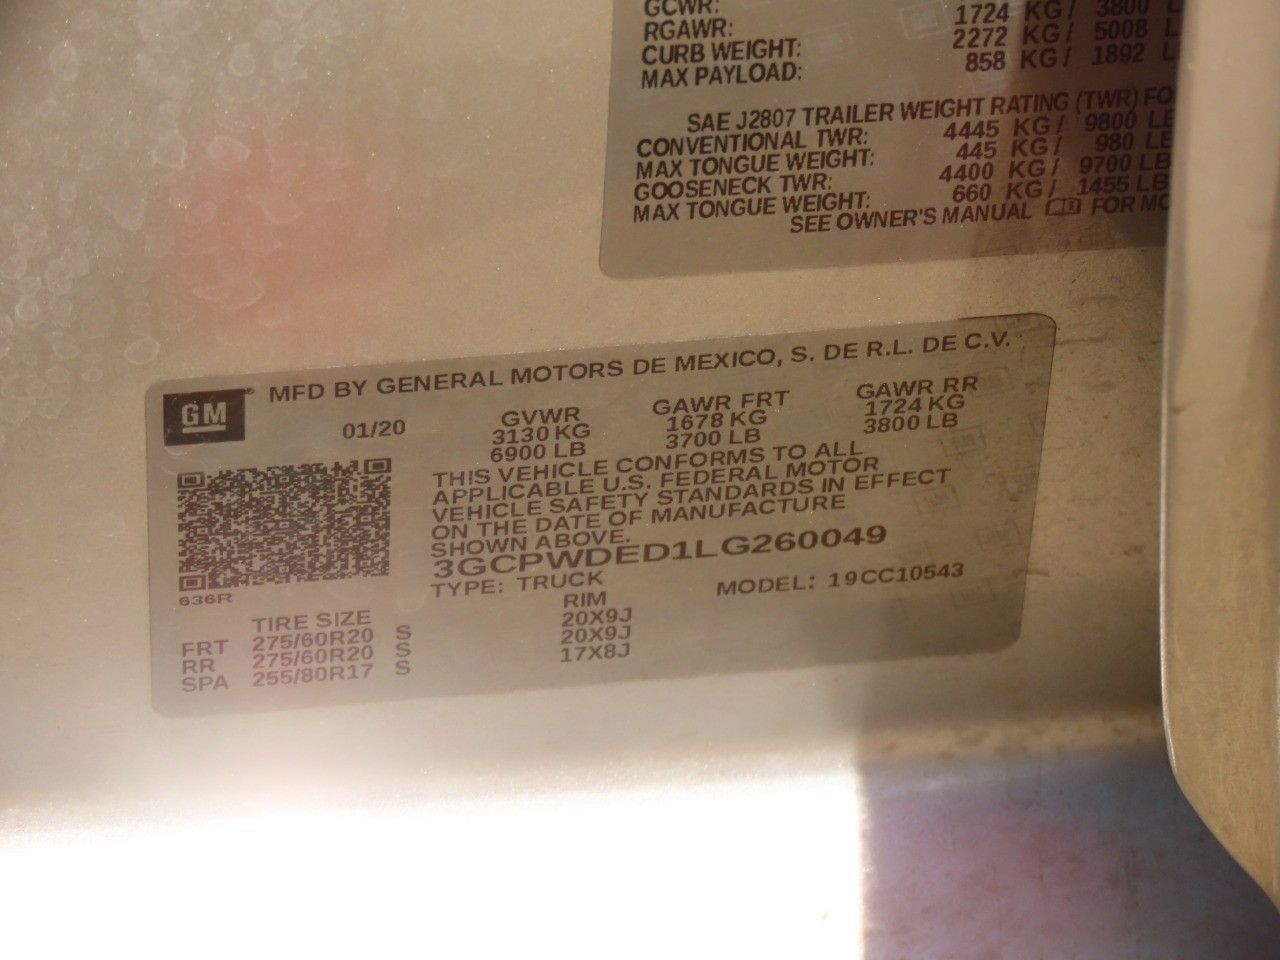 GCWR:
RGAWR: 1724 KG/ 3800 L
CURB WEIGHT: 2272 KG/ 5008 L
MAX PAYLOAD: 858 KG/ 1892 L
SAE J2807 TRAILER WEIGHT RATING (TWR) FO
CONVENTIONAL TWR: 4445 KG/ 9800 LB
MAX TONGUE WEIGHT: 445 KG/ 980 LB
GOOSENECK TWR: 4400 KG/ 9700 LB
MAX TONGUE WEIGHT: 660 KG/ 1455 LB
SEE OWNER'S MANUAL FOR MO
GM® MFD BY GENERAL MOTORS DE MEXICO, S. DE R.L. DE C.V.
01/20 GVWR GAWR FRT GAWR RR
3130 KG 1678 KG 1724 KG
6900 LB 3700 LB 3800 LB
THIS VEHICLE CONFORMS TO ALL
APPLICABLE U.S. FEDERAL MOTOR
VEHICLE SAFETY STANDARDS IN EFFECT
ON THE DATE OF MANUFACTURE
SHOWN ABOVE.
3GCPWDED1LG260049
TYPE: TRUCK MODEL: 19CC10543
636R
TIRE SIZE RIM
FRT 275/60R20 S 20X9J
RR 275/60R20 S 20X9J
SPA 255/80R17 S 17X8J